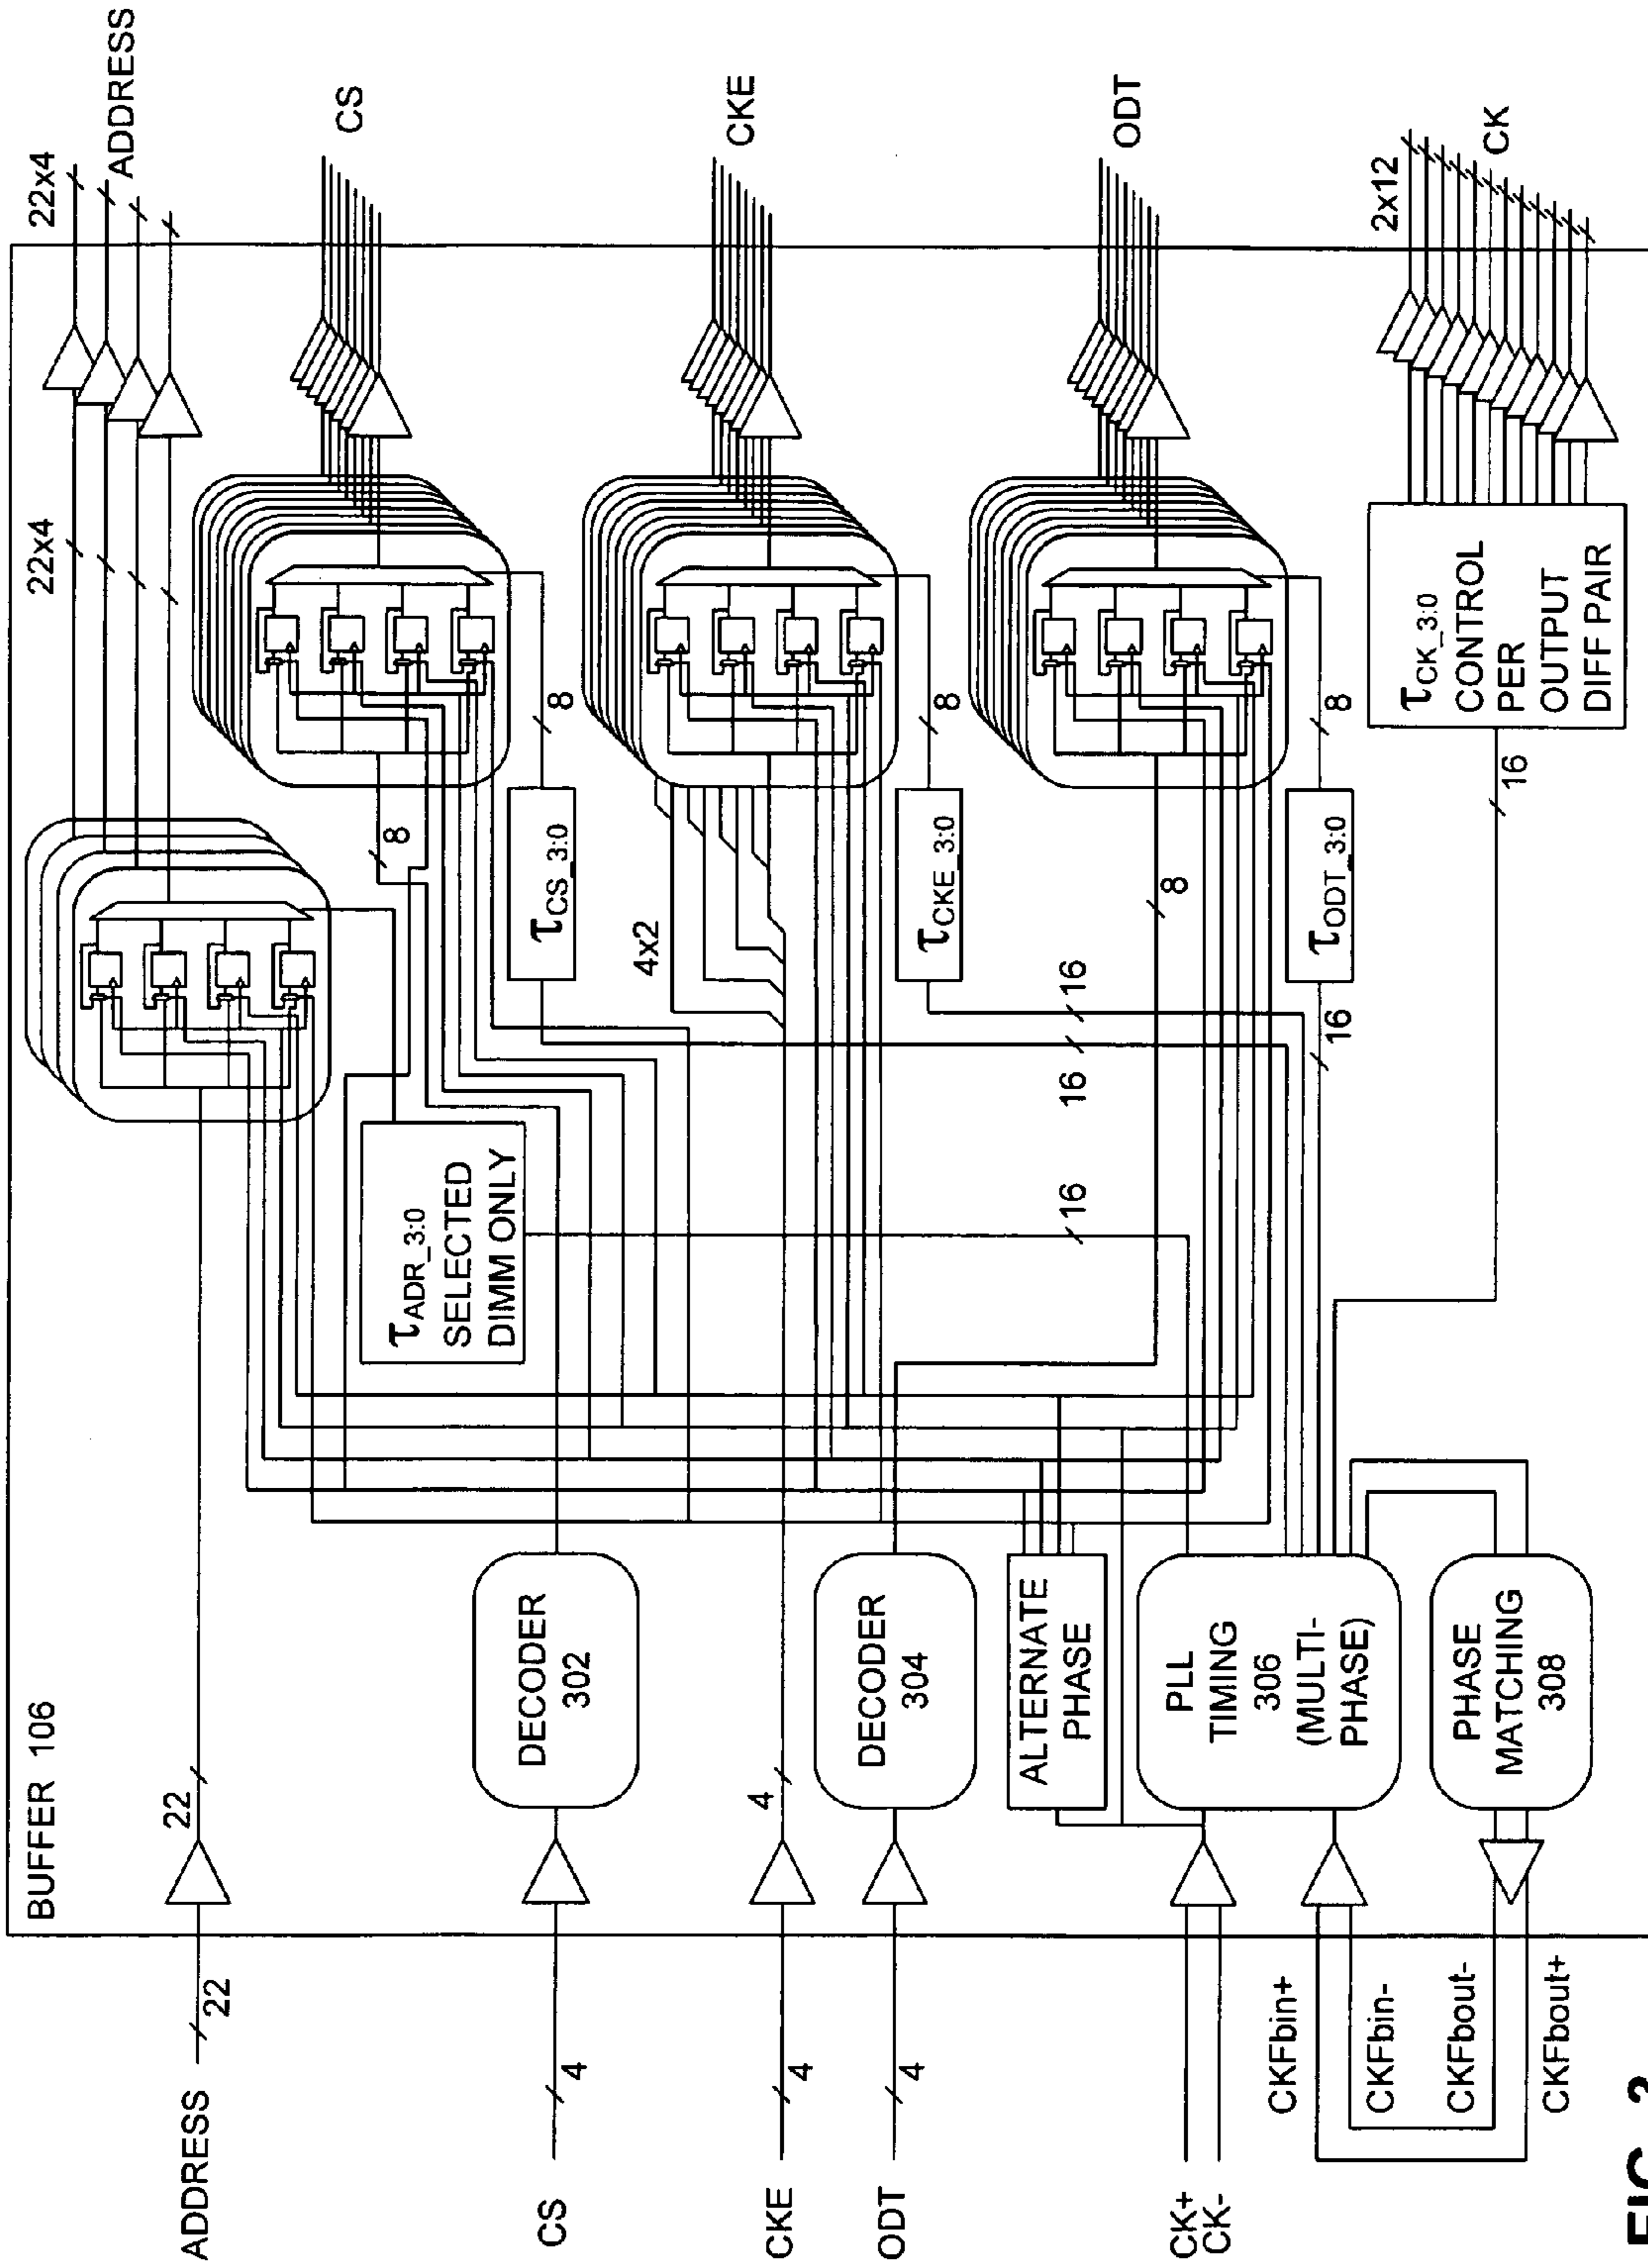 BUFFER 106
ADDRESS
22
22
22x4
22x4
ADDRESS
CS
4
DECODER
302
τADR_3:0
SELECTED
DIMM ONLY
8
τCS_3:0
8
CS
CKE
4
4
4x2
τCKE_3:0
8
CKE
ODT
4
DECODER
304
8
16
16
16
16
τODT_3:0
8
ODT
ALTERNATE
PHASE
CK+
CK-
PLL
TIMING
306
(MULTI-
PHASE)
16
τCK_3:0
CONTROL
PER
OUTPUT
DIFF PAIR
2x12
CK
CKFbin+
CKFbin-
CKFbout-
CKFbout+
PHASE
MATCHING
308
FIG.